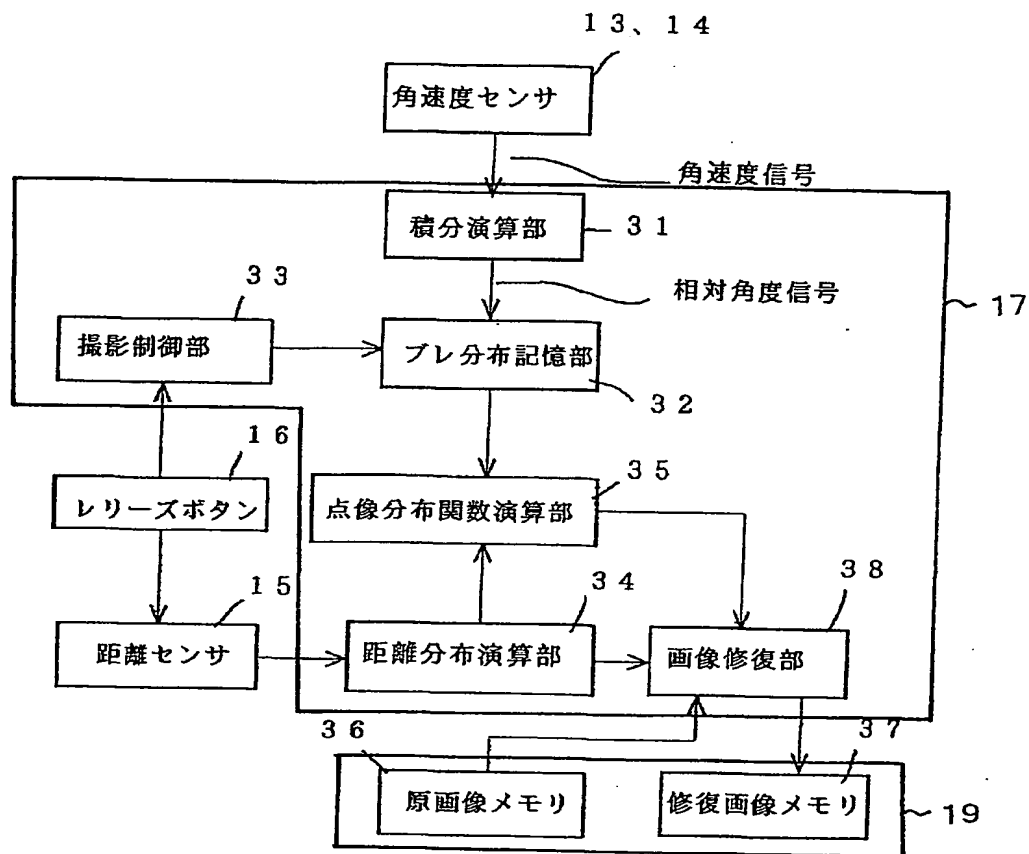 １３、１４
角速度センサ
角速度信号
積分演算部
３１
３３
相対角度信号
17
撮影制御部
ブレ分布記憶部
３２
１６
３５
レリーズボタン
点像分布関数演算部
１５
３４
３８
距離センサ
距離分布演算部
画像修復部
３６
３７
原画像メモリ
修復画像メモリ
19